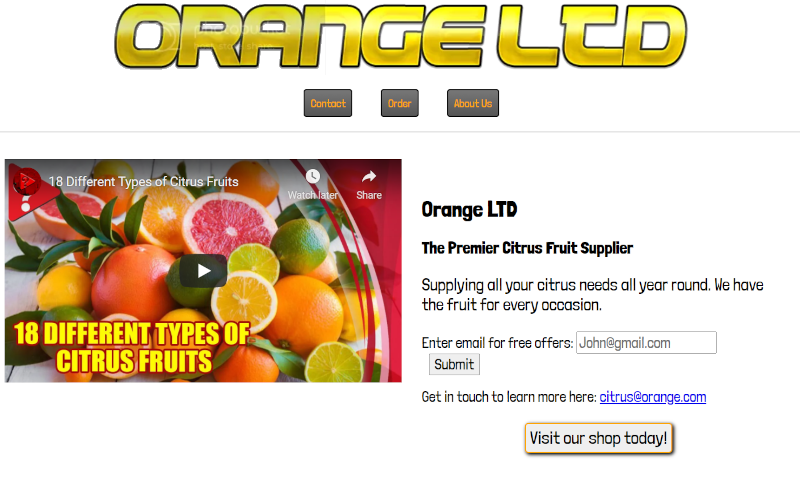 ORANGE LTD
Contact
Order
About Us
18 Different Types of Citrus Fruits
Watch later
Share
18 DIFFERENT TYPES OF
CITRUS FRUITS
Orange LTD
The Premier Citrus Fruit Supplier
Supplying all your citrus needs all year round. We have
the fruit for every occasion.
Enter email for free offers: John@gmail.com
Submit
Get in touch to learn more here: citrus@orange.com
Visit our shop today!